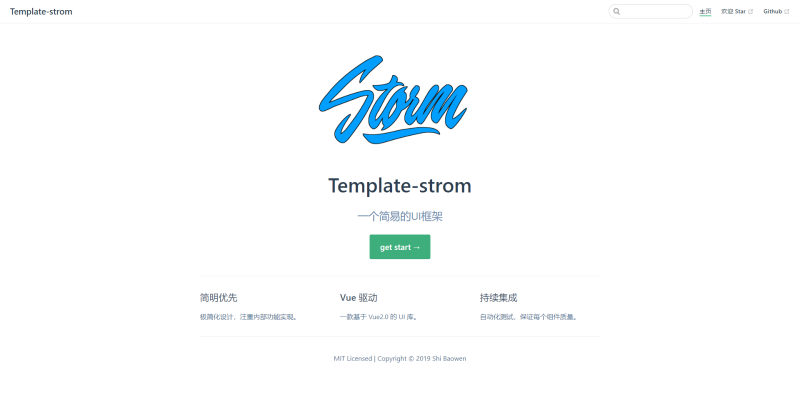 Template-strom
主页 欢迎 Star Github
Storm
Template-strom
一个简易的UI框架
get start →
简明优先
极简化设计，注重内部功能实现。
Vue 驱动
一款基于 Vue2.0 的 UI 库。
持续集成
自动化测试，保证每个组件质量。
MIT Licensed | Copyright © 2019 Shi Baowen